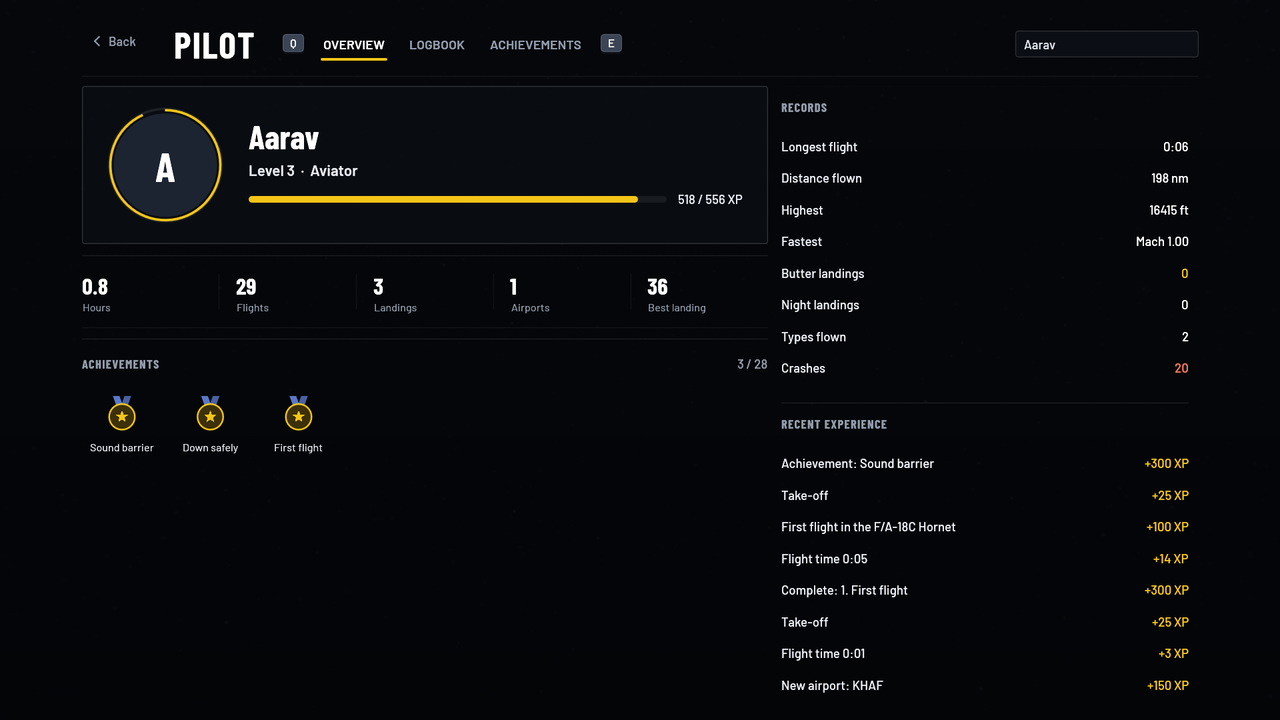 Back
PILOT
Q
OVERVIEW
LOGBOOK
ACHIEVEMENTS
E
Aarav
A
Aarav
Level 3 · Aviator
518 / 556 XP
0.8
Hours
29
Flights
3
Landings
1
Airports
36
Best landing
ACHIEVEMENTS
3 / 28
Sound barrier
Down safely
First flight
RECORDS
Longest flight 0:06
Distance flown 198 nm
Highest 16415 ft
Fastest Mach 1.00
Butter landings 0
Night landings 0
Types flown 2
Crashes 20
RECENT EXPERIENCE
Achievement: Sound barrier +300 XP
Take-off +25 XP
First flight in the F/A-18C Hornet +100 XP
Flight time 0:05 +14 XP
Complete: 1. First flight +300 XP
Take-off +25 XP
Flight time 0:01 +3 XP
New airport: KHAF +150 XP